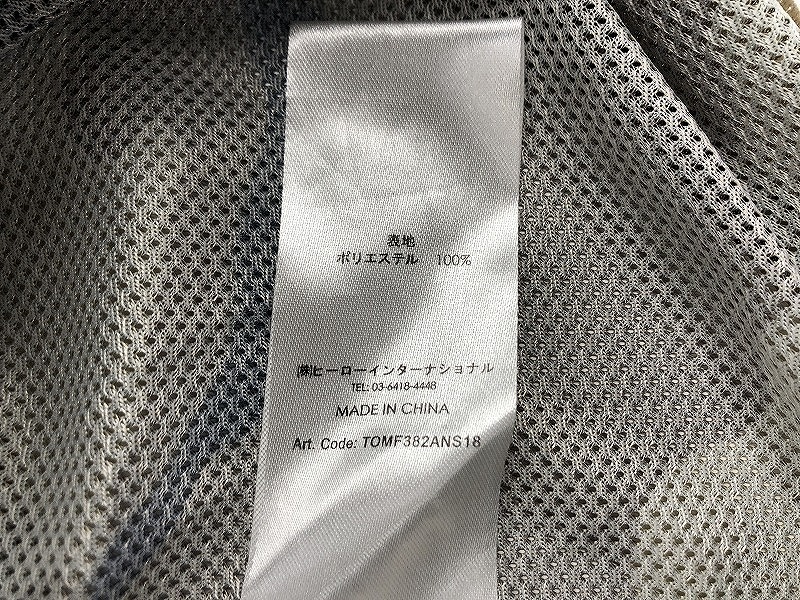 表地
ポリエステル 100%
㈱ヒーローインターナショナル
TEL: 03-6418-4448
MADE IN CHINA
Art. Code: TOMF382ANS18